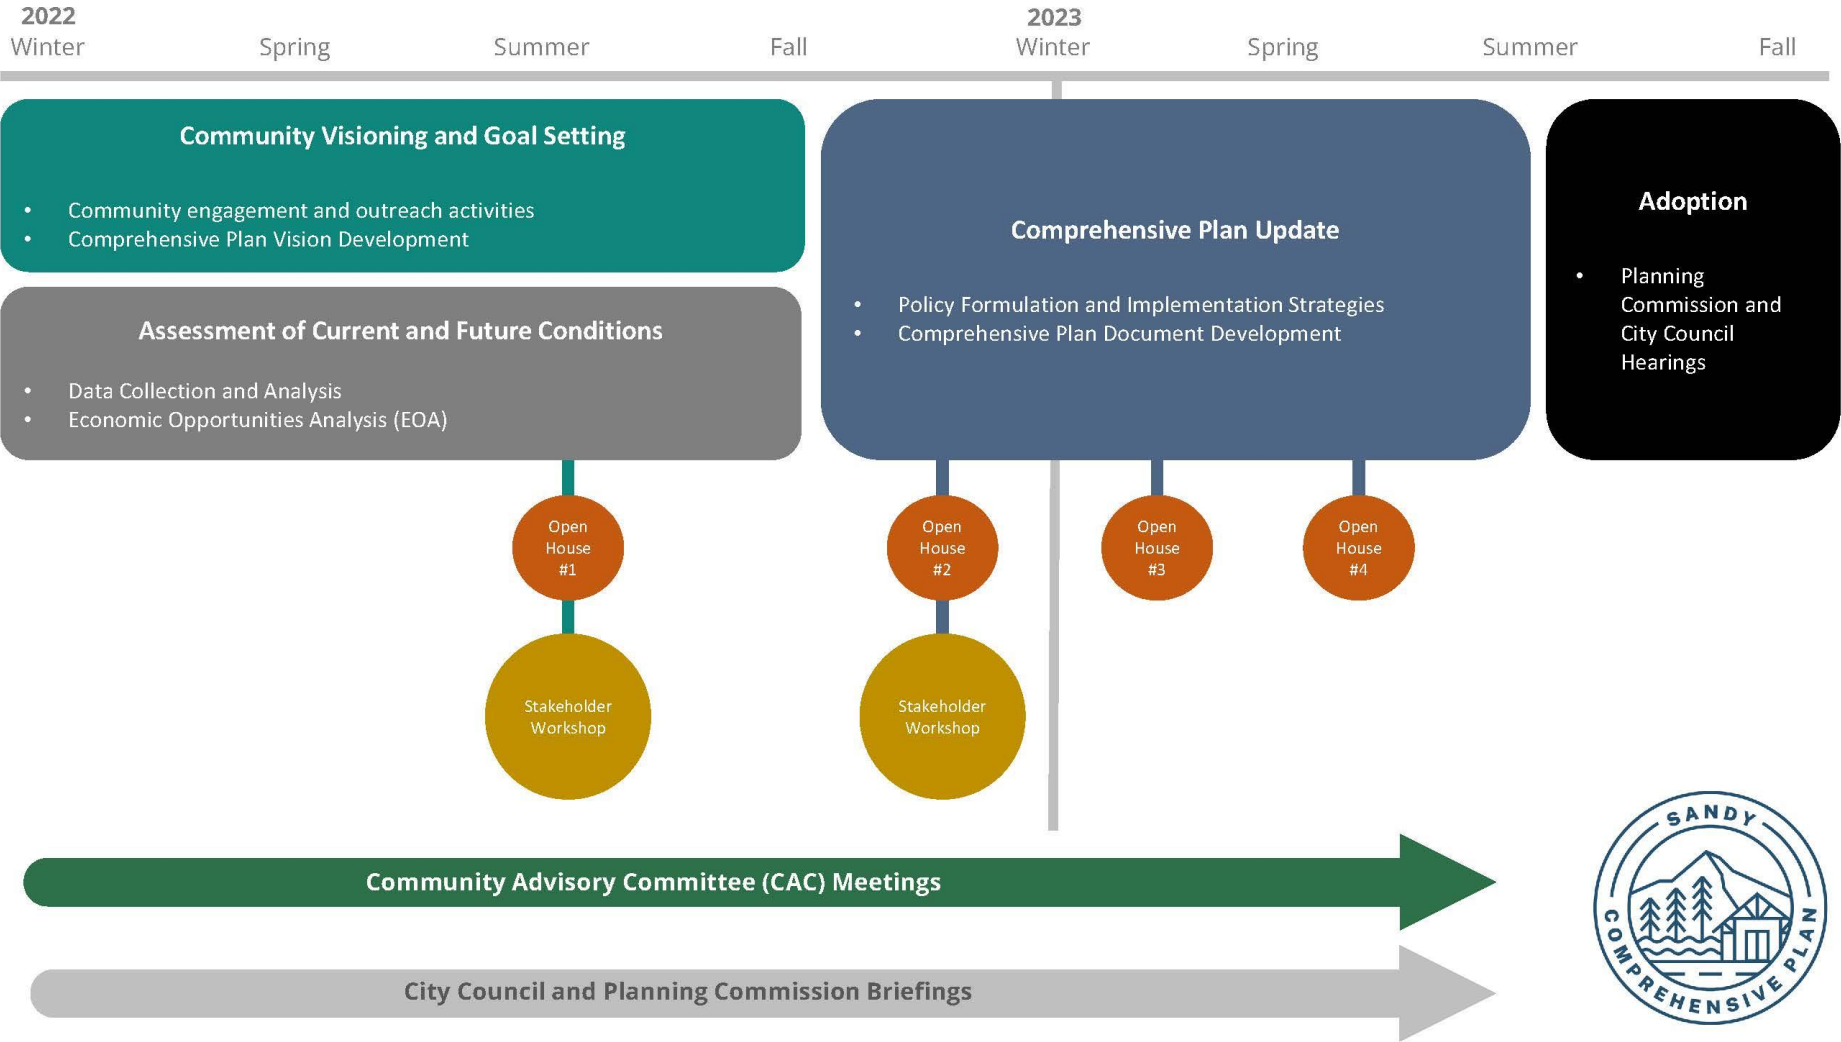 2022
2023
Winter
Spring
Summer
Fall
Winter
Spring
Summer
Fall
Community Visioning and Goal Setting
• Community engagement and outreach activities
• Comprehensive Plan Vision Development
Assessment of Current and Future Conditions
• Data Collection and Analysis
• Economic Opportunities Analysis (EOA)
Comprehensive Plan Update
• Policy Formulation and Implementation Strategies
• Comprehensive Plan Document Development
Adoption
• Planning
Commission and
City Council
Hearings
Open
House
#1
Open
House
#2
Open
House
#3
Open
House
#4
Stakeholder
Workshop
Stakeholder
Workshop
Community Advisory Committee (CAC) Meetings
City Council and Planning Commission Briefings
SANDY
COMPREHENSIVE PLAN